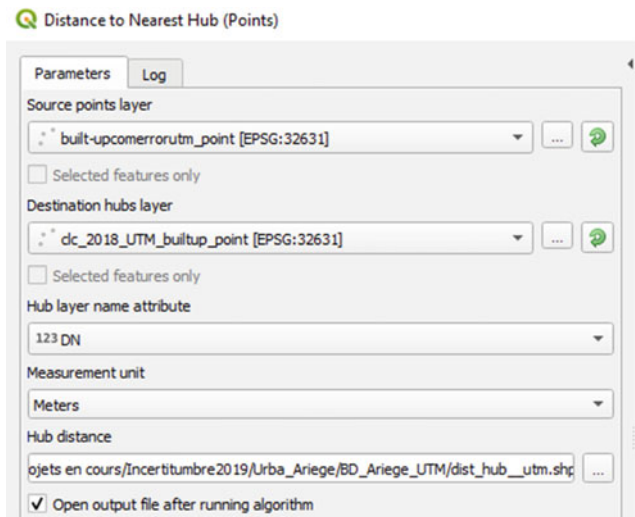 Distance to Nearest Hub (Points)
Parameters
Log
Source points layer
built-upcomerrorutm_point [EPSG:32631]
...
Selected features only
Destination hubs layer
clc_2018_UTM_builtup_point [EPSG:32631]
...
Selected features only
Hub layer name attribute
123 DN
Measurement unit
Meters
Hub distance
ojets en cours/Incertitumbre2019/Urba_Ariege/BD_Ariege_UTM/dist_hub__utm.shp
...
Open output file after running algorithm